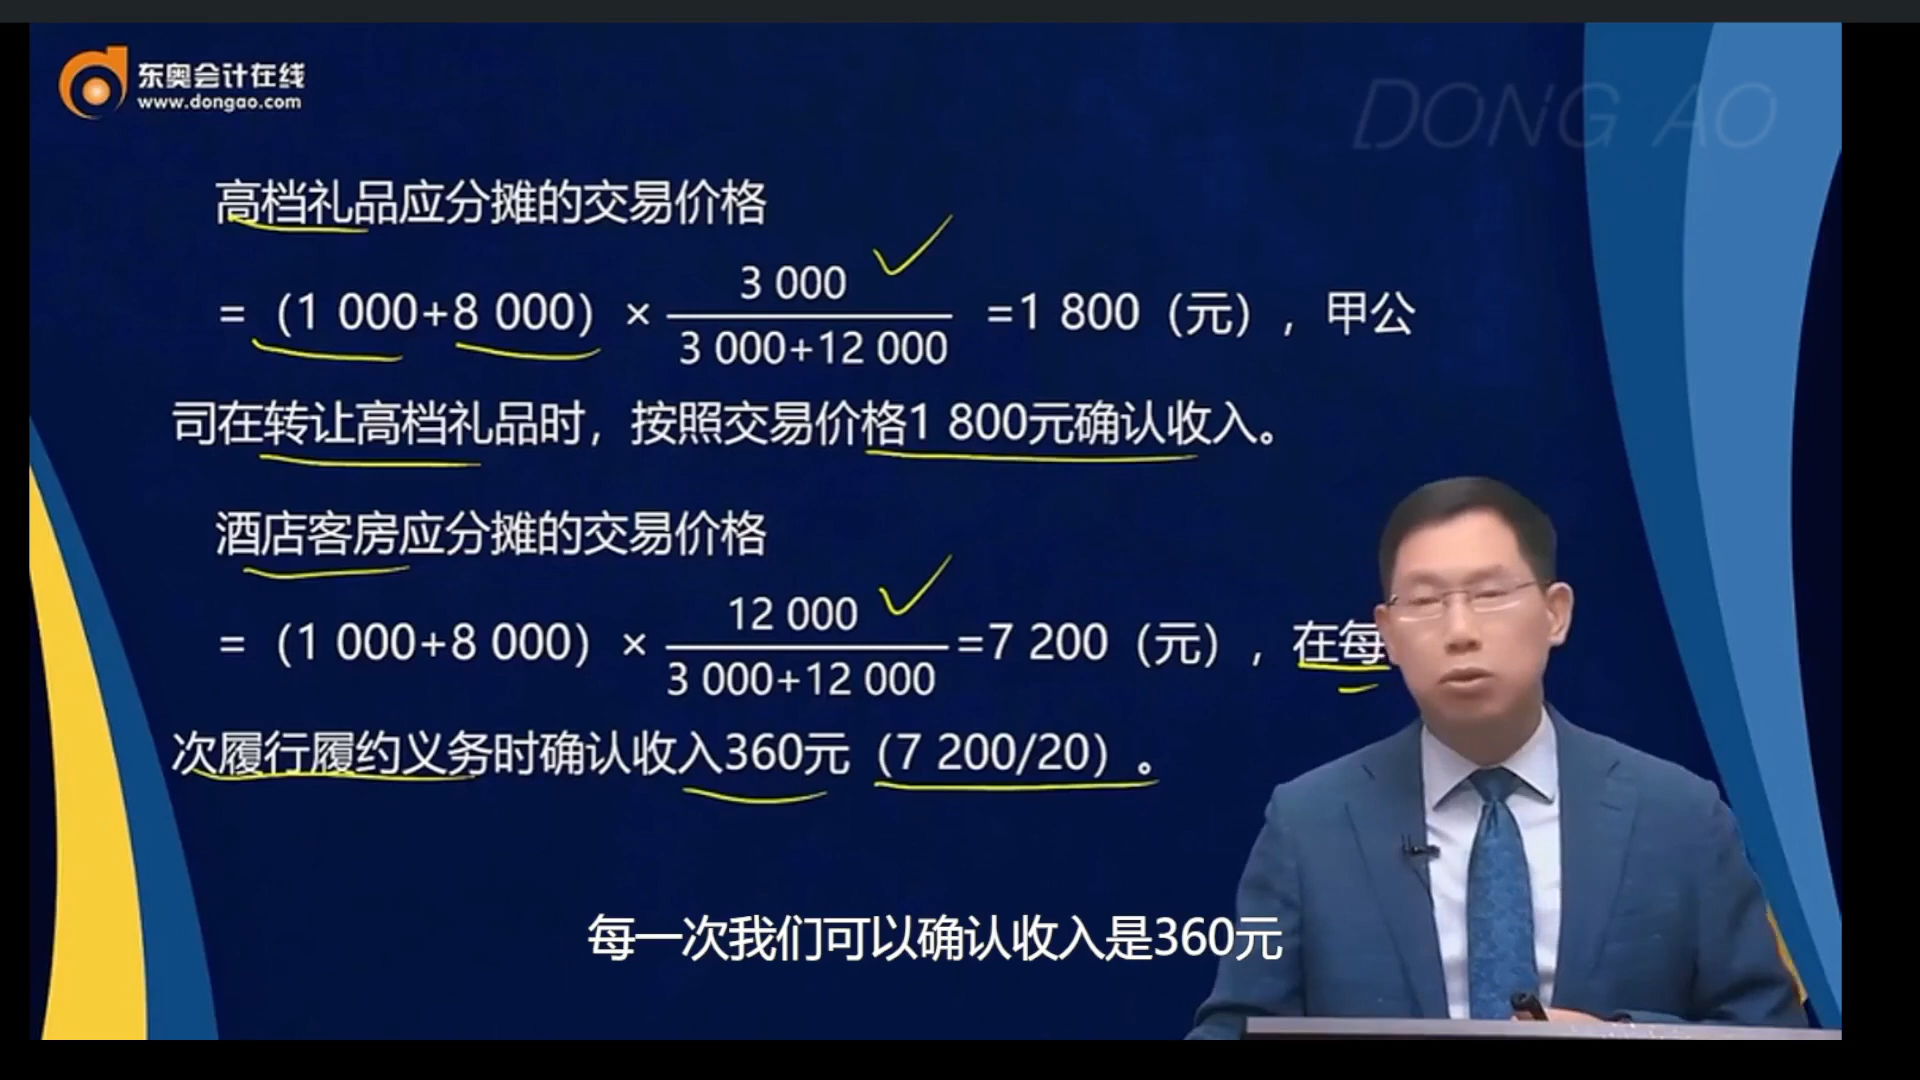 东奥会计在线
www.dongao.com
DONG AO
高档礼品应分摊的交易价格
=（1 000+8 000）× 3 000 / 3 000+12 000 =1 800（元），甲公
司在转让高档礼品时，按照交易价格1 800元确认收入。
酒店客房应分摊的交易价格
=（1 000+8 000）× 12 000 / 3 000+12 000 =7 200（元），在每
次履行履约义务时确认收入360元（7 200/20）。
每一次我们可以确认收入是360元